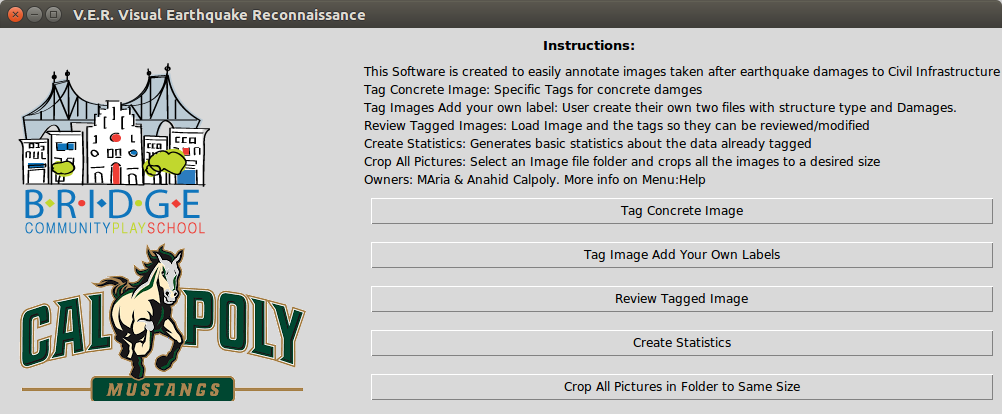 V.E.R. Visual Earthquake Reconnaissance
Instructions:
This Software is created to easily annotate images taken after earthquake damages to Civil Infrastructure
Tag Concrete Image: Specific Tags for concrete damges
Tag Images Add your own label: User create their own two files with structure type and Damages.
Review Tagged Images: Load Image and the tags so they can be reviewed/modified
Create Statistics: Generates basic statistics about the data already tagged
Crop All Pictures: Select an Image file folder and crops all the images to a desired size
Owners: MAria & Anahid Calpoly. More info on Menu:Help
BRIDGE
COMMUNITYPLAYSCHOOL
CAL POLY
MUSTANGS
Tag Concrete Image
Tag Image Add Your Own Labels
Review Tagged Image
Create Statistics
Crop All Pictures in Folder to Same Size